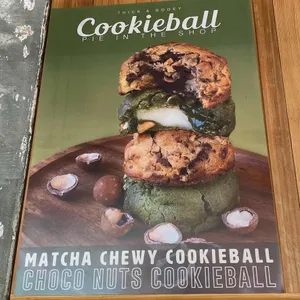 THICK & GOOEY
Cookieball
PIE IN THE SHOP
MATCHA CHEWY COOKIEBALL
CHOCO NUTS COOKIEBALL